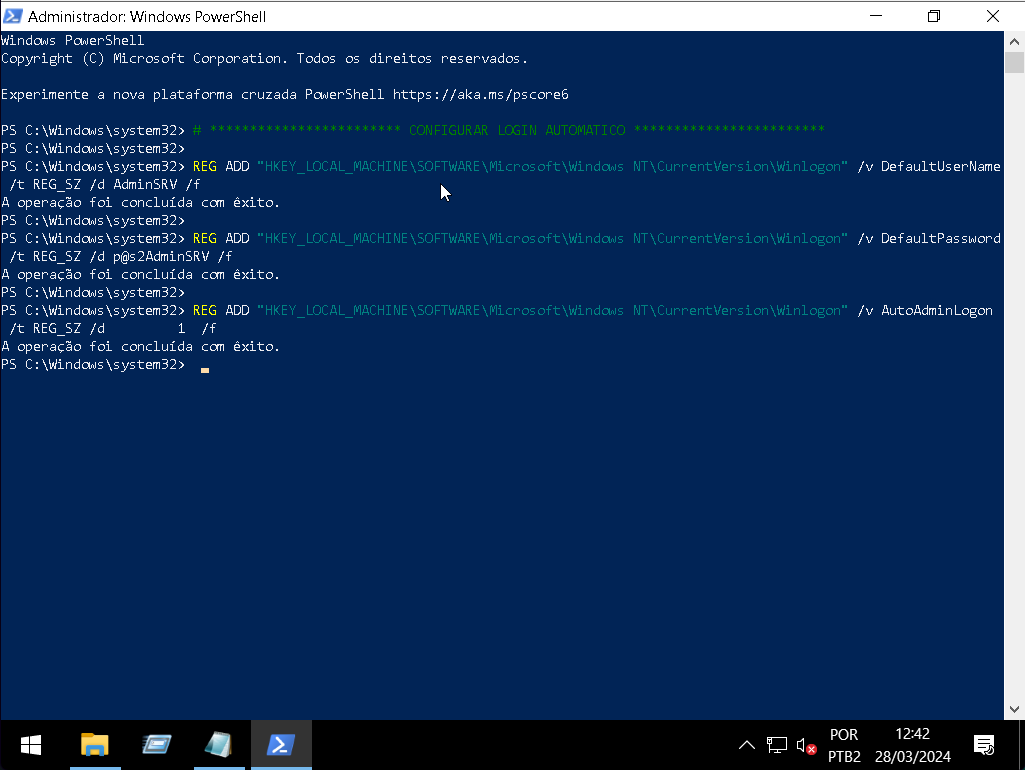 Administrador: Windows PowerShell
Windows PowerShell
Copyright (C) Microsoft Corporation. Todos os direitos reservados.
Experimente a nova plataforma cruzada PowerShell https://aka.ms/pscore6
PS C:\Windows\system32> # ************************ CONFIGURAR LOGIN AUTOMATICO ************************
PS C:\Windows\system32>
PS C:\Windows\system32> REG ADD "HKEY_LOCAL_MACHINE\SOFTWARE\Microsoft\Windows NT\CurrentVersion\Winlogon" /v DefaultUserName
/t REG_SZ /d AdminSRV /f
A operação foi concluída com êxito.
PS C:\Windows\system32>
PS C:\Windows\system32> REG ADD "HKEY_LOCAL_MACHINE\SOFTWARE\Microsoft\Windows NT\CurrentVersion\Winlogon" /v DefaultPassword
/t REG_SZ /d p@s2AdminSRV /f
A operação foi concluída com êxito.
PS C:\Windows\system32>
PS C:\Windows\system32> REG ADD "HKEY_LOCAL_MACHINE\SOFTWARE\Microsoft\Windows NT\CurrentVersion\Winlogon" /v AutoAdminLogon
/t REG_SZ /d         1  /f
A operação foi concluída com êxito.
PS C:\Windows\system32>
POR 12:42
PTB2 28/03/2024